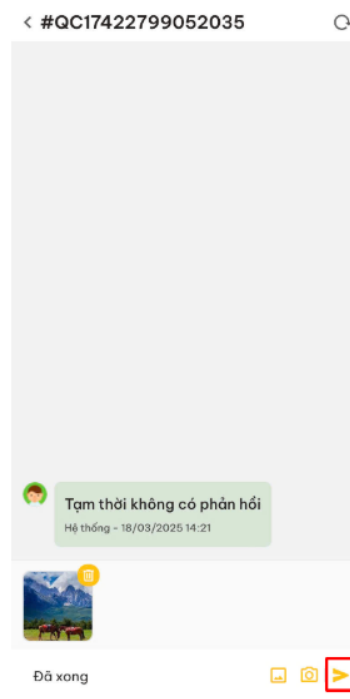 #QC17422799052035
Tạm thời không có phản hồi
Hệ thống - 18/03/2025 14:21
Đã xong